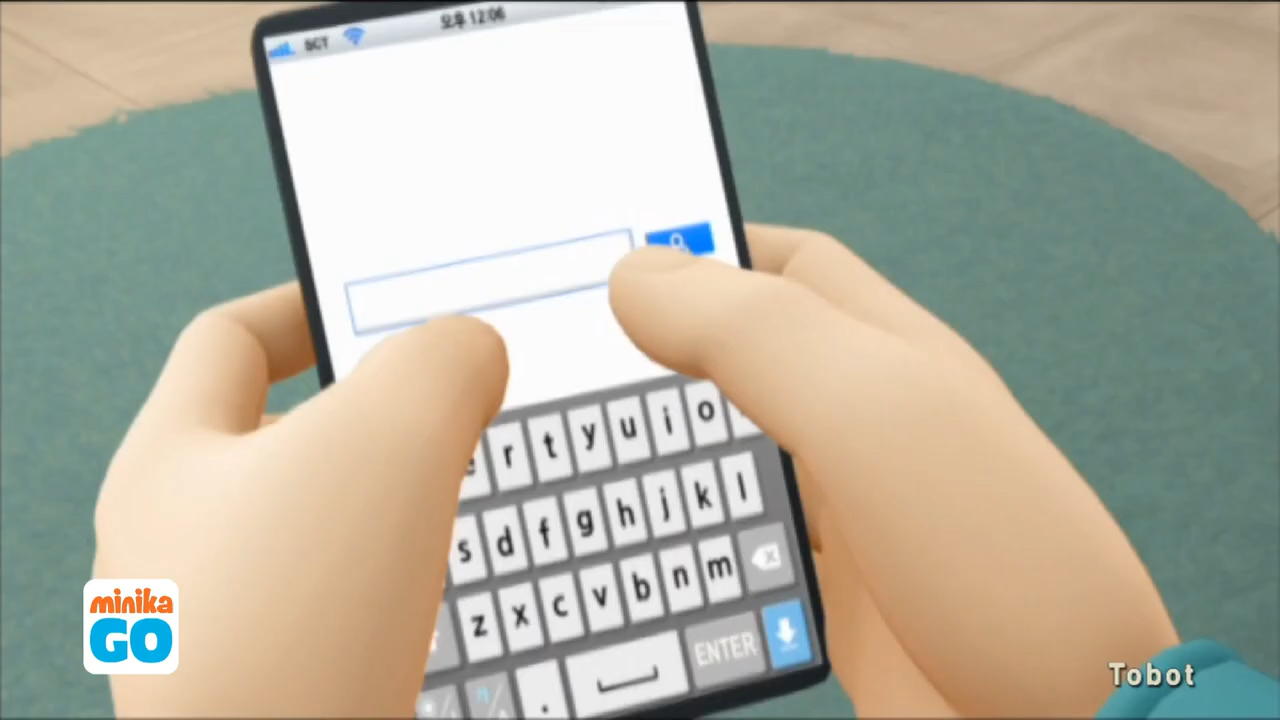 SCT 오후 12:06
e r t y u i o
s d f g h j k l
z x c v b n m
. ENTER
minika
GO
Tobot